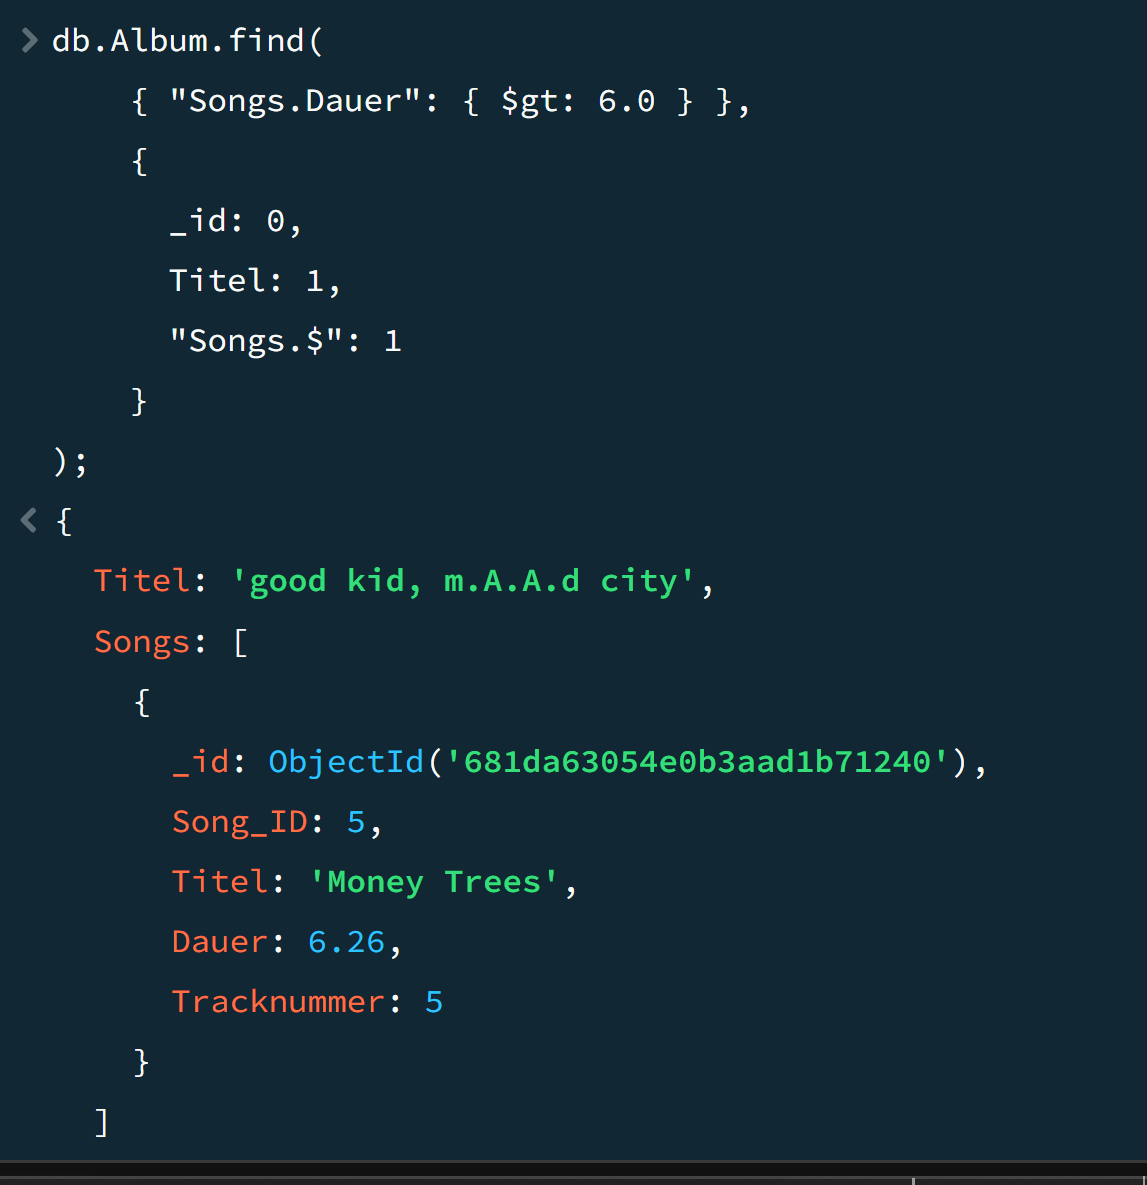 > db.Album.find(
{ "Songs.Dauer": { $gt: 6.0 } },
{
_id: 0,
Titel: 1,
"Songs.$": 1
}
);
< {
Titel: 'good kid, m.A.A.d city',
Songs: [
{
_id: ObjectId('681da63054e0b3aad1b71240'),
Song_ID: 5,
Titel: 'Money Trees',
Dauer: 6.26,
Tracknummer: 5
}
]